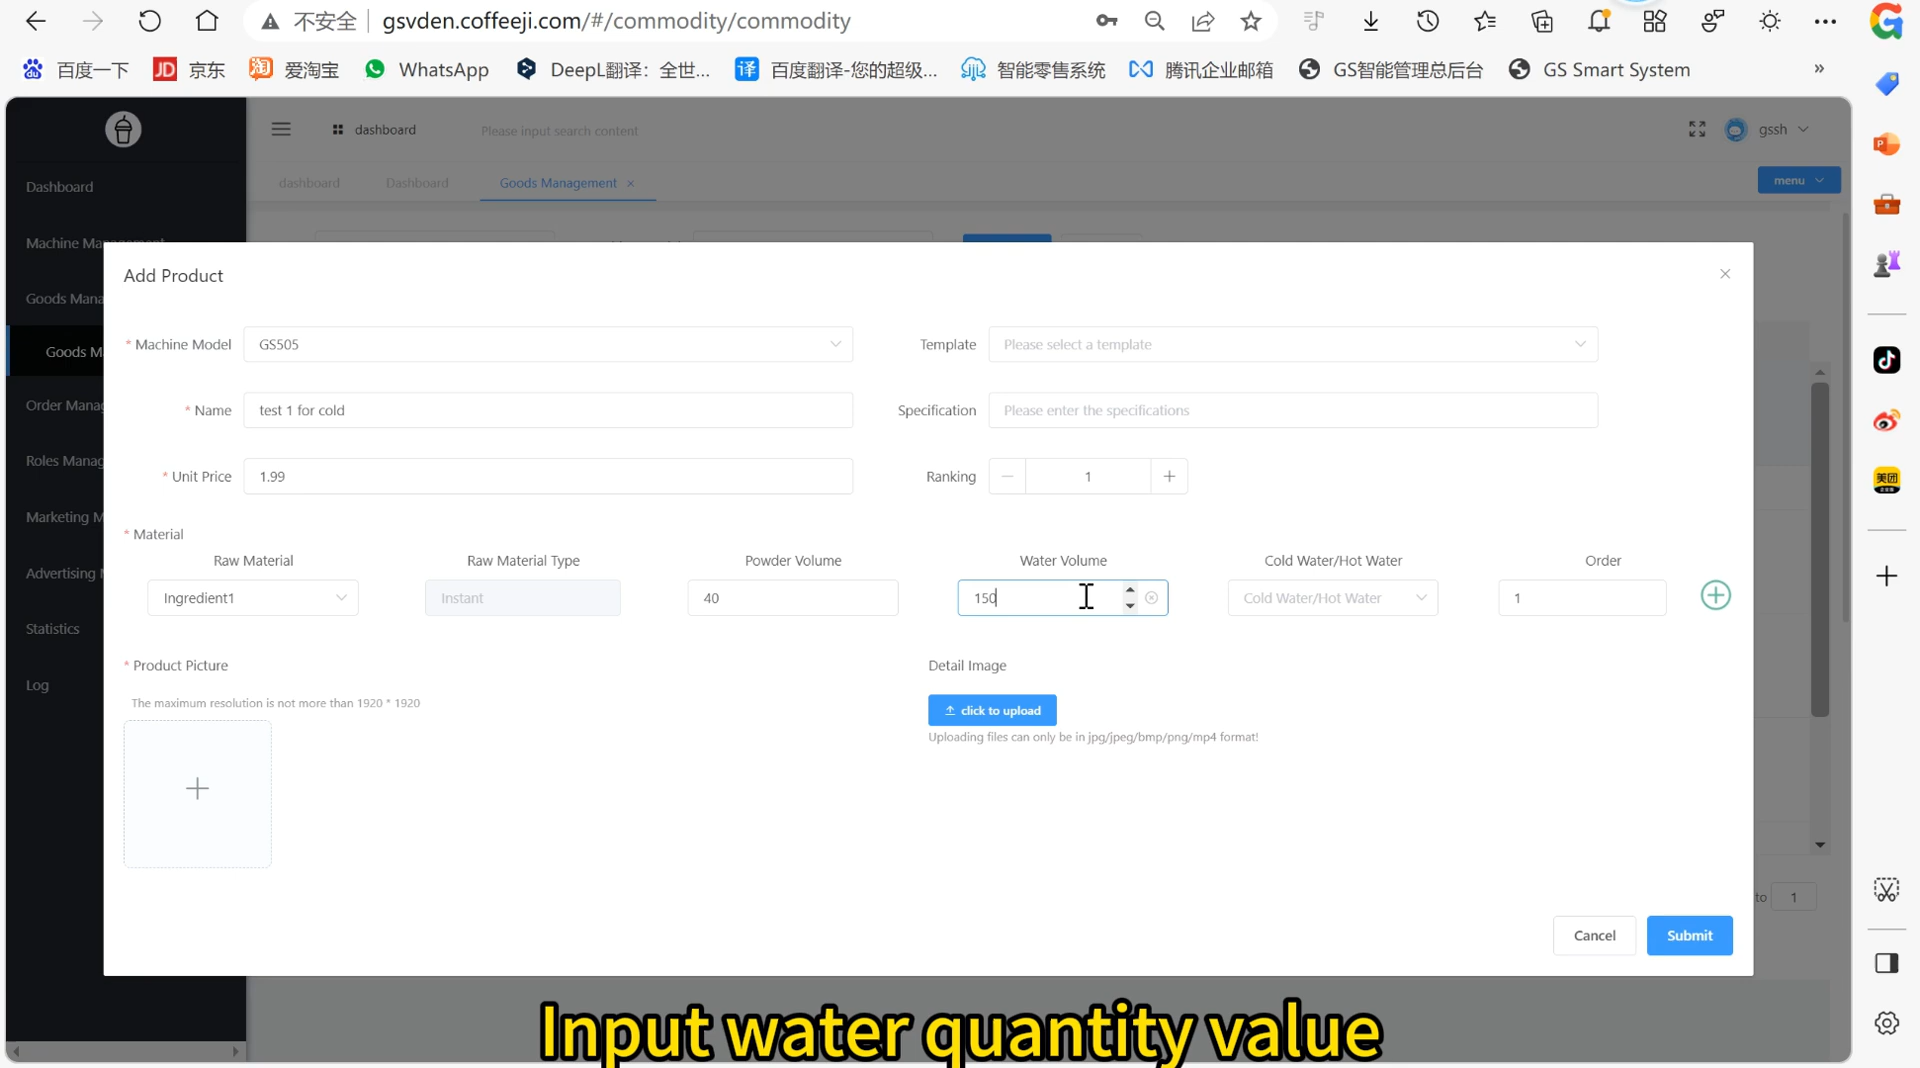 不安全 gsvden.coffeeji.com/#/commodity/commodity
百度一下 JD 京东 淘 爱淘宝 WhatsApp DeepL翻译：全世... 译 百度翻译-您的超级... 智能零售系统 腾讯企业邮箱 GS智能管理总后台 GS Smart System »
dashboard Please input search content gssh
dashboard Dashboard Goods Management × menu
Dashboard
Machine Management
Goods Mana
Goods M
Order Manag
Roles Manag
Marketing M
Advertising
Statistics
Log
Add Product
* Machine Model GS505 Template Please select a template
* Name test 1 for cold Specification Please enter the specifications
* Unit Price 1.99 Ranking − 1 +
* Material
Raw Material Raw Material Type Powder Volume Water Volume Cold Water/Hot Water Order
Ingredient1 Instant 40 150 Cold Water/Hot Water 1
* Product Picture Detail Image
The maximum resolution is not more than 1920 * 1920
click to upload
Uploading files can only be in jpg/jpeg/bmp/png/mp4 format!
to 1
Cancel Submit
美团
Input water quantity value